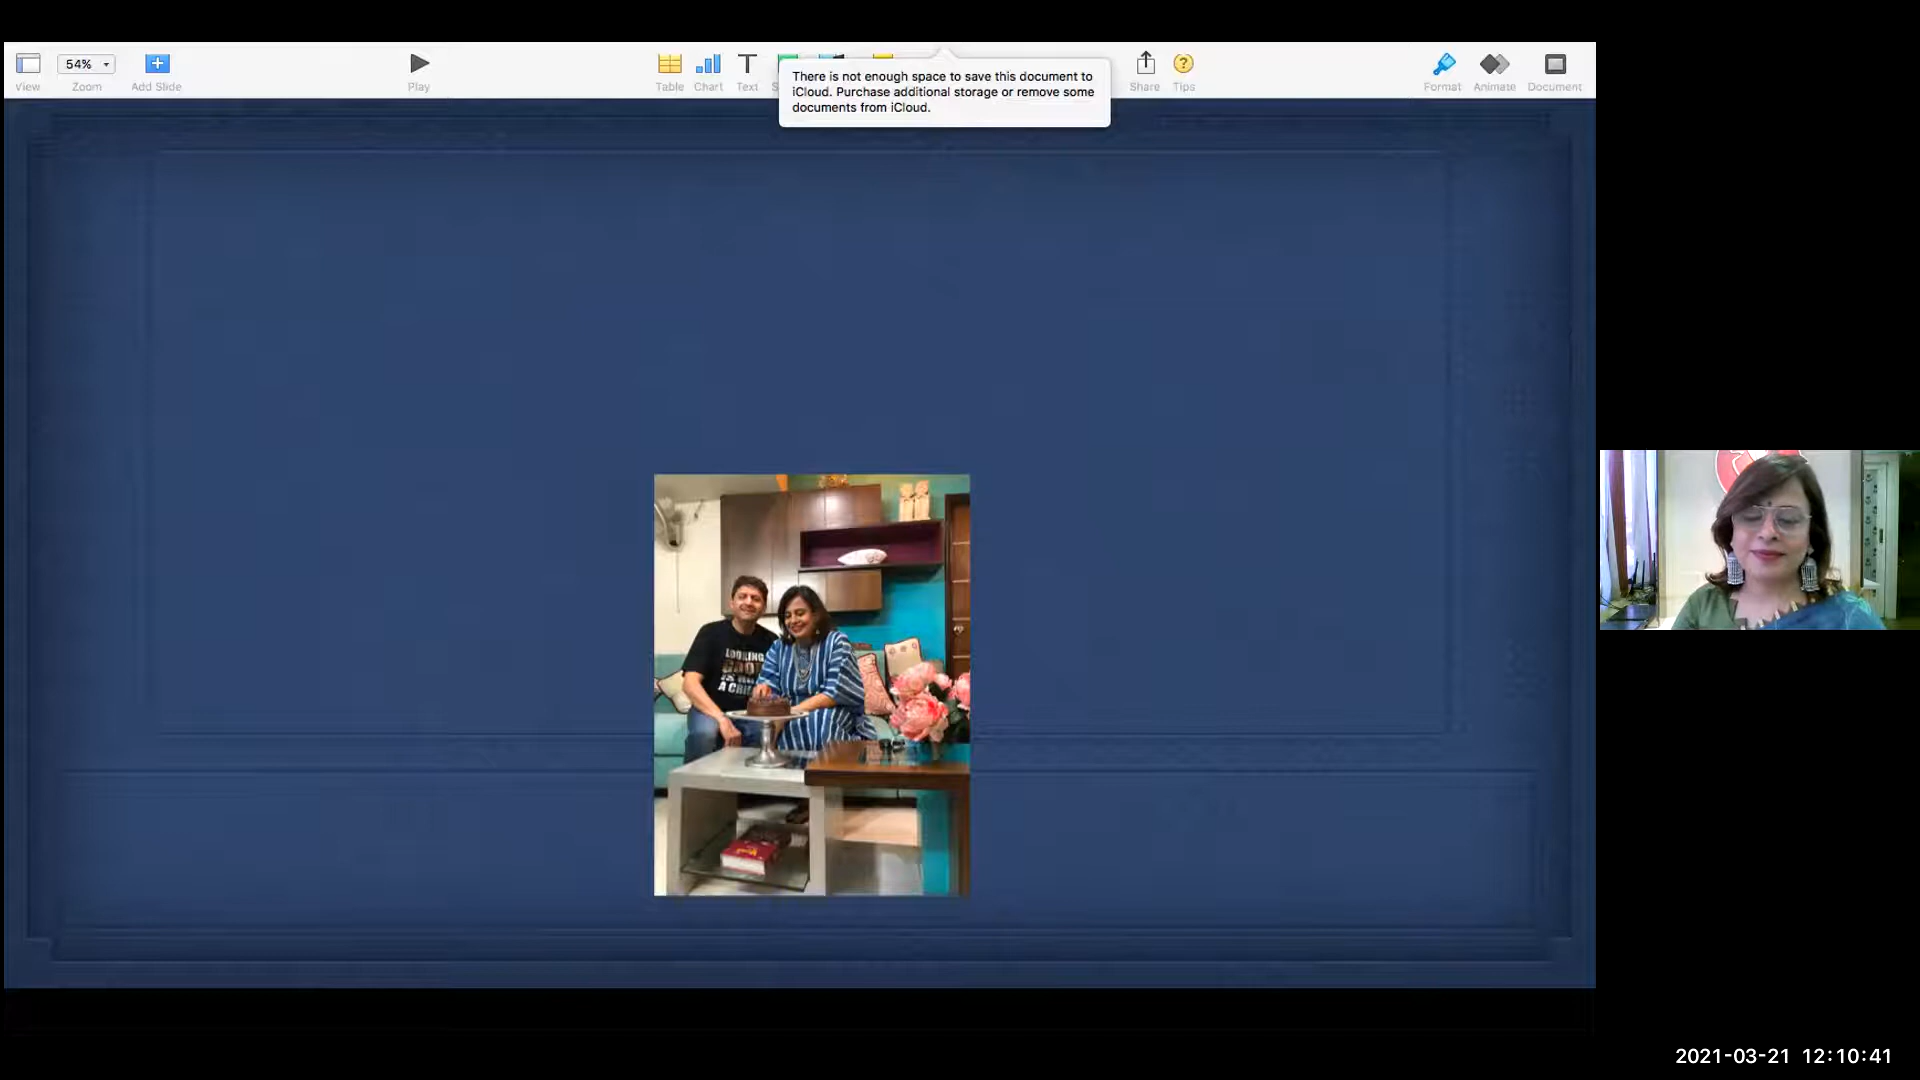 54%
View
Zoom
Add Slide
Play
Table
Chart
Text
There is not enough space to save this document to
iCloud. Purchase additional storage or remove some
documents from iCloud.
Share
Tips
Format
Animate
Document
LOOKING
GOOD
A CRI
2021-03-21 12:10:41